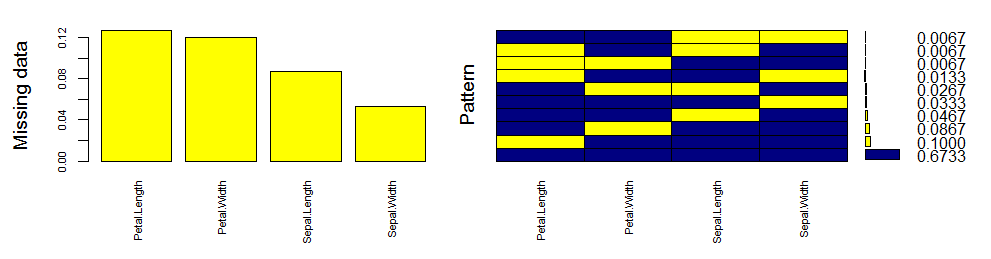 Missing data
0.12
0.08
0.04
0.00
Petal.Length
Petal.Width
Sepal.Length
Sepal.Width
Pattern
Petal.Length
Petal.Width
Sepal.Length
Sepal.Width
0.0067
0.0067
0.0067
0.0133
0.0267
0.0333
0.0467
0.0867
0.1000
0.6733